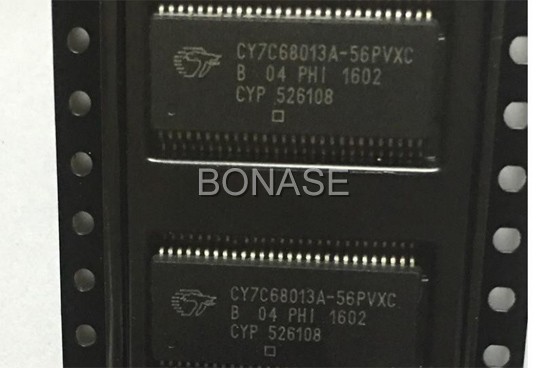 CY7C68013A-56PVXC
B 04 PHI 1602
CYP 526108
BONASE
CY7C68013A-56PVXC
B 04 PHI 1602
CYP 526108